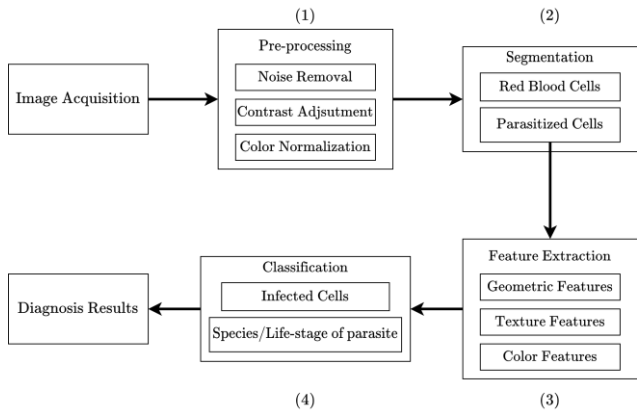 (1)
(2)
Pre-processing
Noise Removal
Contrast Adjsutment
Color Normalization
Image Acquisition
Segmentation
Red Blood Cells
Parasitized Cells
Feature Extraction
Geometric Features
Texture Features
Color Features
Classification
Infected Cells
Species/Life-stage of parasite
Diagnosis Results
(4)
(3)